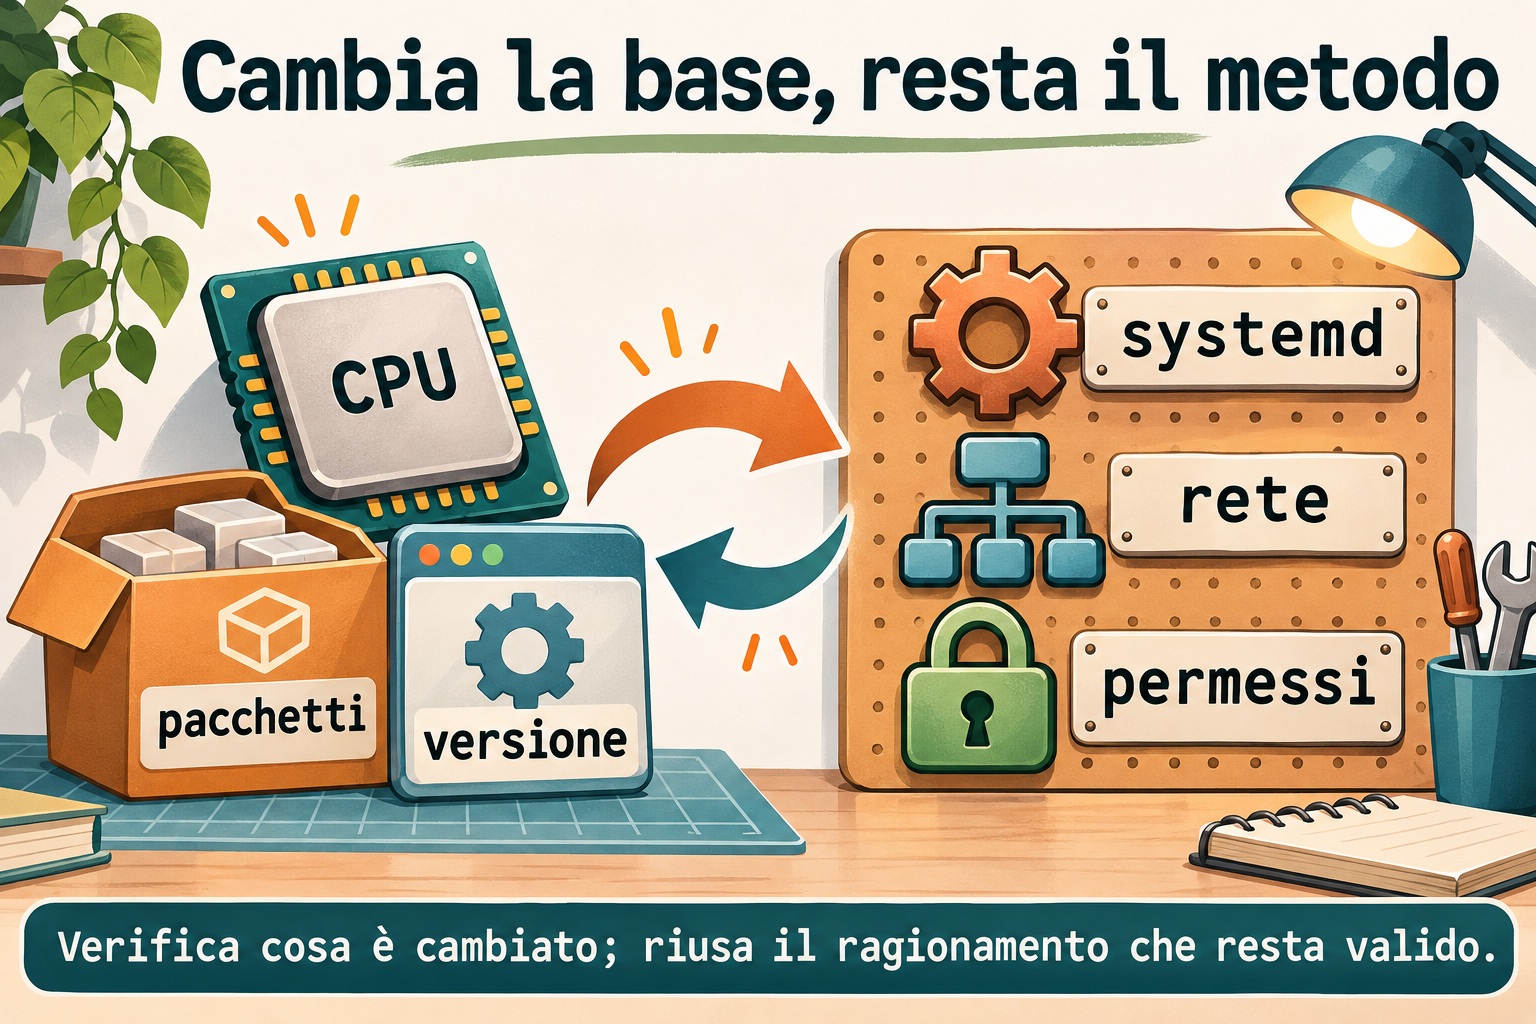 Cambia la base, resta il metodo
CPU
pacchetti
versione
systemd
rete
permessi
Verifica cosa è cambiato; riusa il ragionamento che resta valido.